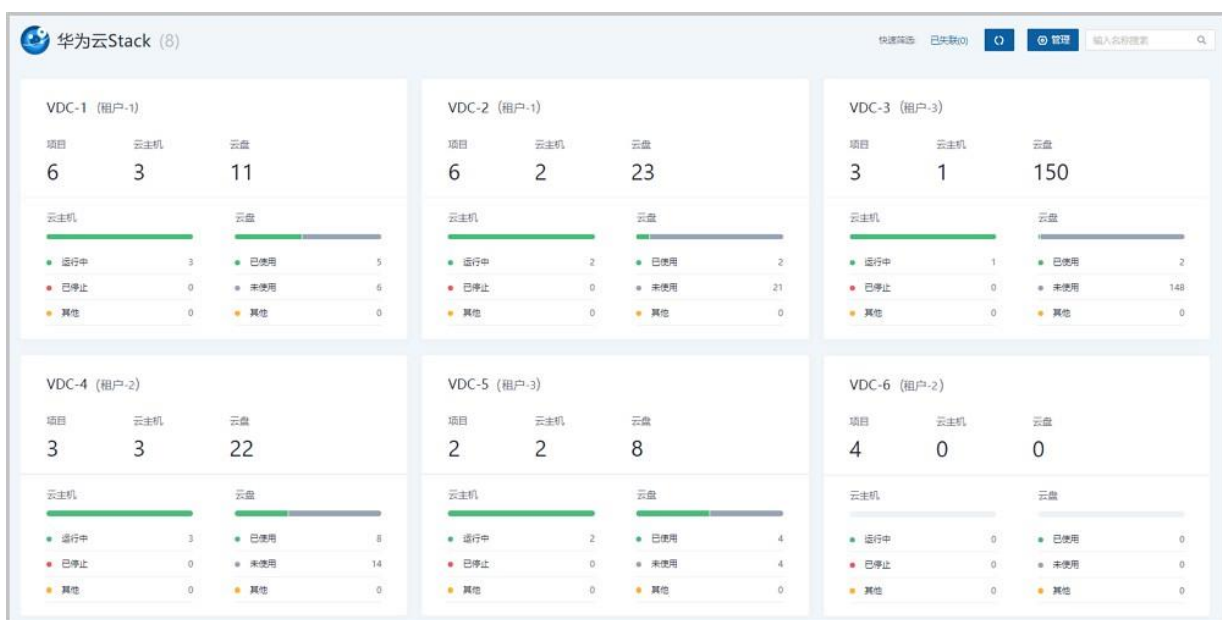 华为云Stack (8)
快速筛选 已失联(0) 管理 输入名称搜索
VDC-1 (租户-1)
项目 云主机 云盘
6 3 11
云主机 云盘
运行中 3 已使用 5
已停止 0 未使用 6
其他 0 其他 0
VDC-2 (租户-1)
项目 云主机 云盘
6 2 23
云主机 云盘
运行中 2 已使用 2
已停止 0 未使用 21
其他 0 其他 0
VDC-3 (租户-3)
项目 云主机 云盘
3 1 150
云主机 云盘
运行中 1 已使用 2
已停止 0 未使用 148
其他 0 其他 0
VDC-4 (租户-2)
项目 云主机 云盘
3 3 22
云主机 云盘
运行中 3 已使用 8
已停止 0 未使用 14
其他 0 其他 0
VDC-5 (租户-3)
项目 云主机 云盘
2 2 8
云主机 云盘
运行中 2 已使用 4
已停止 0 未使用 4
其他 0 其他 0
VDC-6 (租户-2)
项目 云主机 云盘
4 0 0
云主机 云盘
运行中 0 已使用 0
已停止 0 未使用 0
其他 0 其他 0